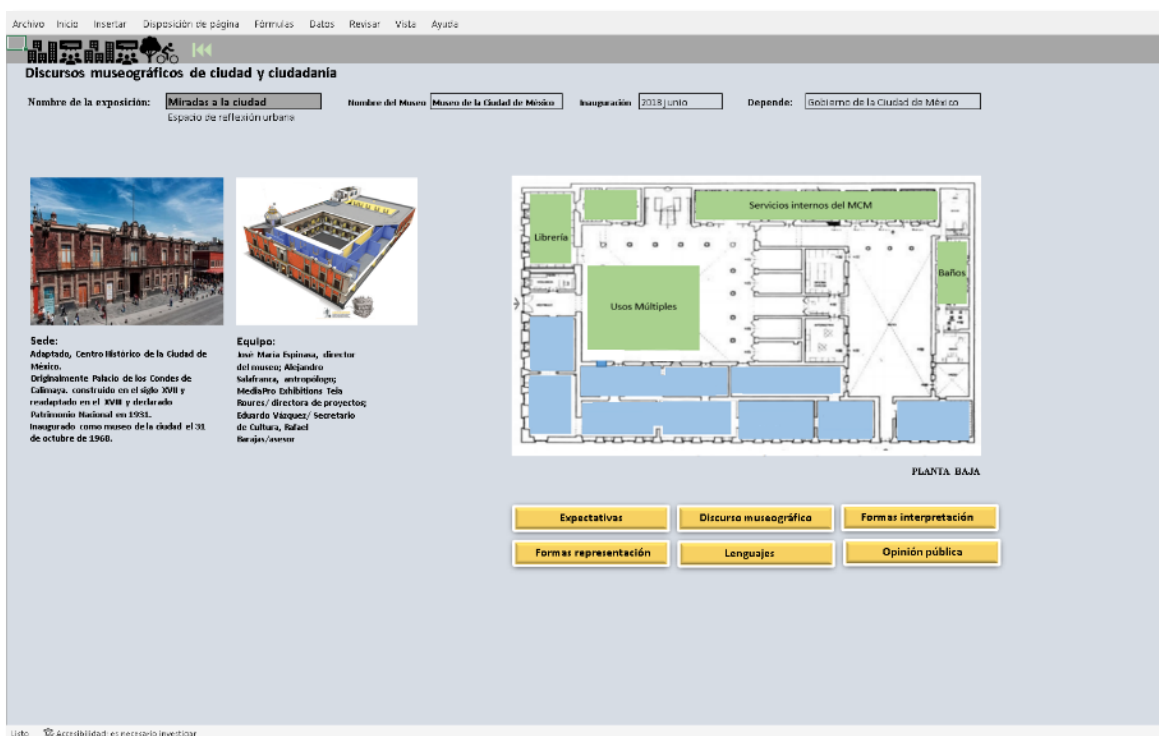 Archivo Inicio Insertar Disposición de página Fórmulas Datos Revisar Vista Ayuda
Discursos museográficos de ciudad y ciudadanía
Nombre de la exposición: Miradas a la ciudad Nombre del Museo Museo de la Ciudad de México Inauguración 2018 junio Depende: Gobierno de la Ciudad de México
Espacio de reflexión urbana
Servicios internos del MCM
Librería
Baños
Usos Múltiples
Sede:
Adaptado, Centro Histórico de la Ciudad de
México.
Originalmente Palacio de los Condes de
Calimaya. construido en el siglo XVII y
readaptado en el XVIII y declarado
Patrimonio Nacional en 1931.
Inaugurado como museo de la ciudad el 31
de octubre de 1960.
Equipo:
José María Espinasa, director
del museo; Alejandro
Salafranca, antropólogo;
MediaPro Exhibitions Tela
Roures/ directora de proyectos;
Eduardo Vázquez/ Secretario
de Cultura, Rafael
Barajas/asesor
PLANTA BAJA
Expectativas Discurso museográfico Formas interpretación
Formas representación Lenguajes Opinión pública
Listo Accesibilidad: es necesario investigar